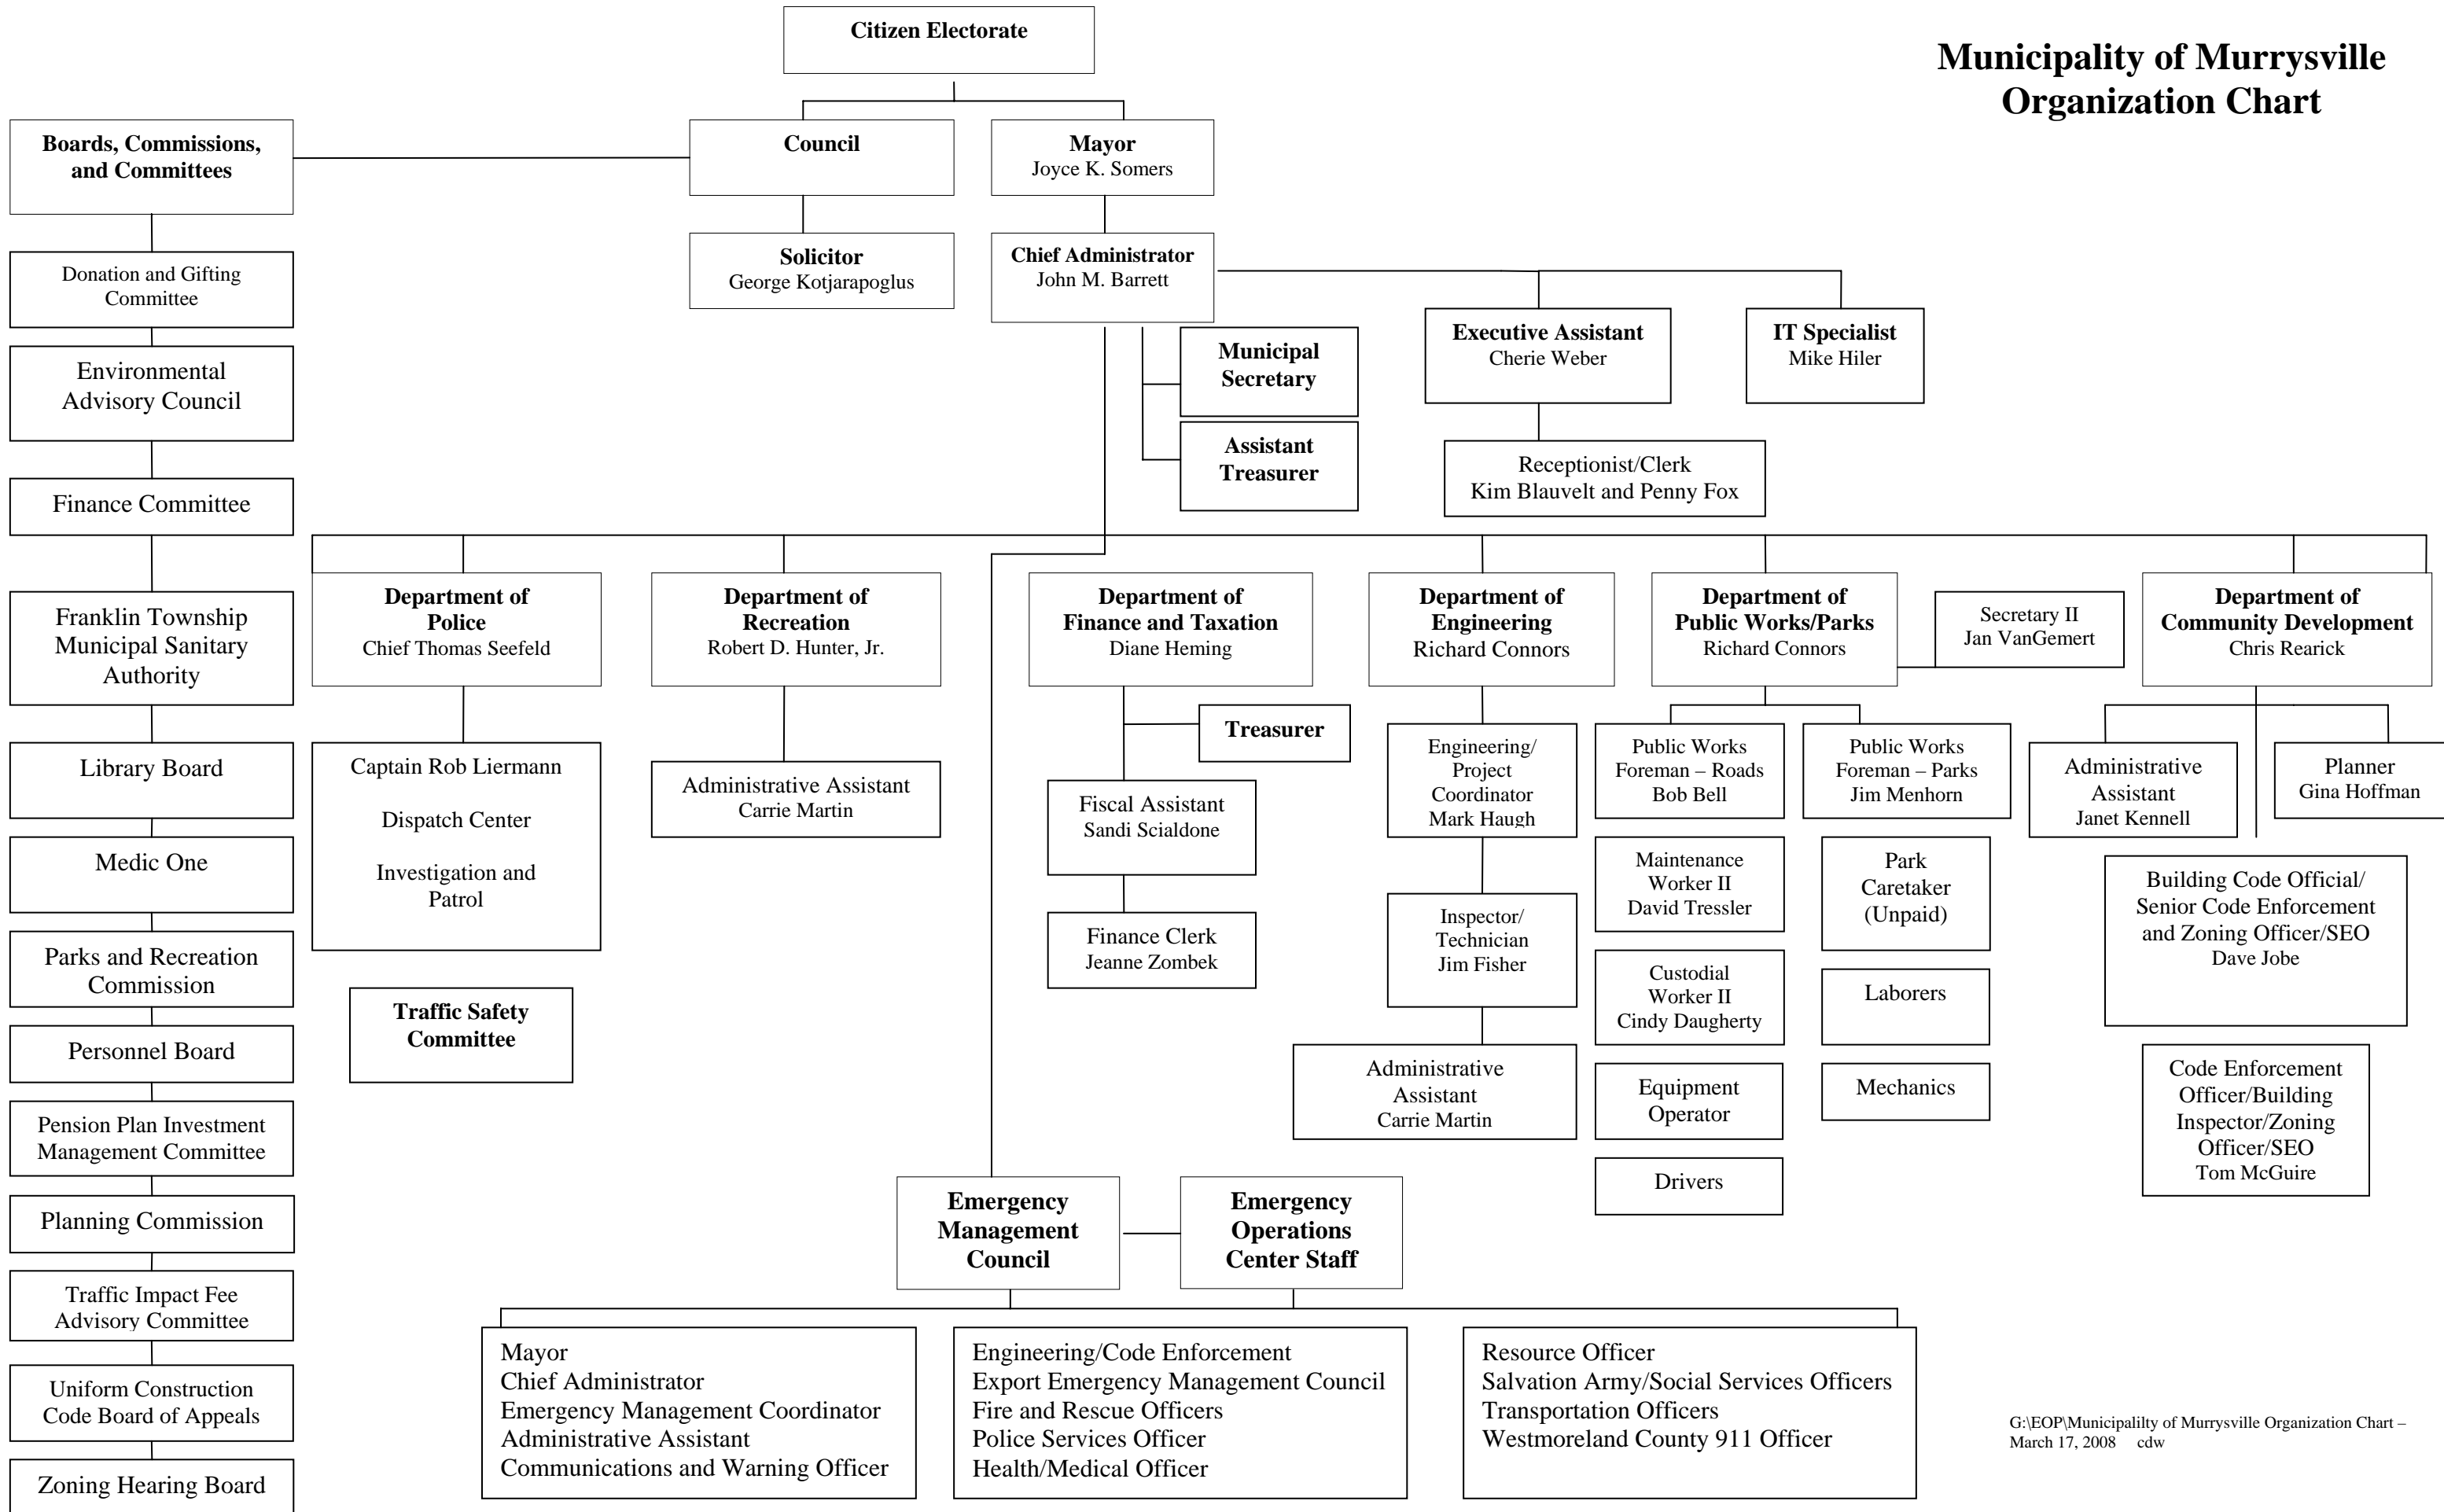 Citizen Electorate
Municipality of Murrysville
Organization Chart
Boards, Commissions,
and Committees
Council
Mayor
Joyce K. Somers
Solicitor
George Kotjarapoglus
Chief Administrator
John M. Barrett
Municipal
Secretary
Assistant
Treasurer
Executive Assistant
Cherie Weber
IT Specialist
Mike Hiler
Receptionist/Clerk
Kim Blauvelt and Penny Fox
Donation and Gifting
Committee
Environmental
Advisory Council
Finance Committee
Franklin Township
Municipal Sanitary
Authority
Library Board
Medic One
Parks and Recreation
Commission
Personnel Board
Pension Plan Investment
Management Committee
Planning Commission
Traffic Impact Fee
Advisory Committee
Uniform Construction
Code Board of Appeals
Zoning Hearing Board
Department of
Police
Chief Thomas Seefeld
Captain Rob Liermann
Dispatch Center
Investigation and
Patrol
Traffic Safety
Committee
Department of
Recreation
Robert D. Hunter, Jr.
Administrative Assistant
Carrie Martin
Department of
Finance and Taxation
Diane Heming
Treasurer
Fiscal Assistant
Sandi Scialdone
Finance Clerk
Jeanne Zombek
Department of
Engineering
Richard Connors
Engineering/
Project
Coordinator
Mark Haugh
Inspector/
Technician
Jim Fisher
Administrative
Assistant
Carrie Martin
Department of
Public Works/Parks
Richard Connors
Secretary II
Jan VanGemert
Public Works
Foreman – Roads
Bob Bell
Maintenance
Worker II
David Tressler
Custodial
Worker II
Cindy Daugherty
Equipment
Operator
Drivers
Public Works
Foreman – Parks
Jim Menhorn
Park
Caretaker
(Unpaid)
Laborers
Mechanics
Department of
Community Development
Chris Rearick
Administrative
Assistant
Janet Kennell
Planner
Gina Hoffman
Building Code Official/
Senior Code Enforcement
and Zoning Officer/SEO
Dave Jobe
Code Enforcement
Officer/Building
Inspector/Zoning
Officer/SEO
Tom McGuire
Emergency
Management
Council
Emergency
Operations
Center Staff
Mayor
Chief Administrator
Emergency Management Coordinator
Administrative Assistant
Communications and Warning Officer
Engineering/Code Enforcement
Export Emergency Management Council
Fire and Rescue Officers
Police Services Officer
Health/Medical Officer
Resource Officer
Salvation Army/Social Services Officers
Transportation Officers
Westmoreland County 911 Officer
G:\EOP\Municipalilty of Murrysville Organization Chart –
March 17, 2008 cdw